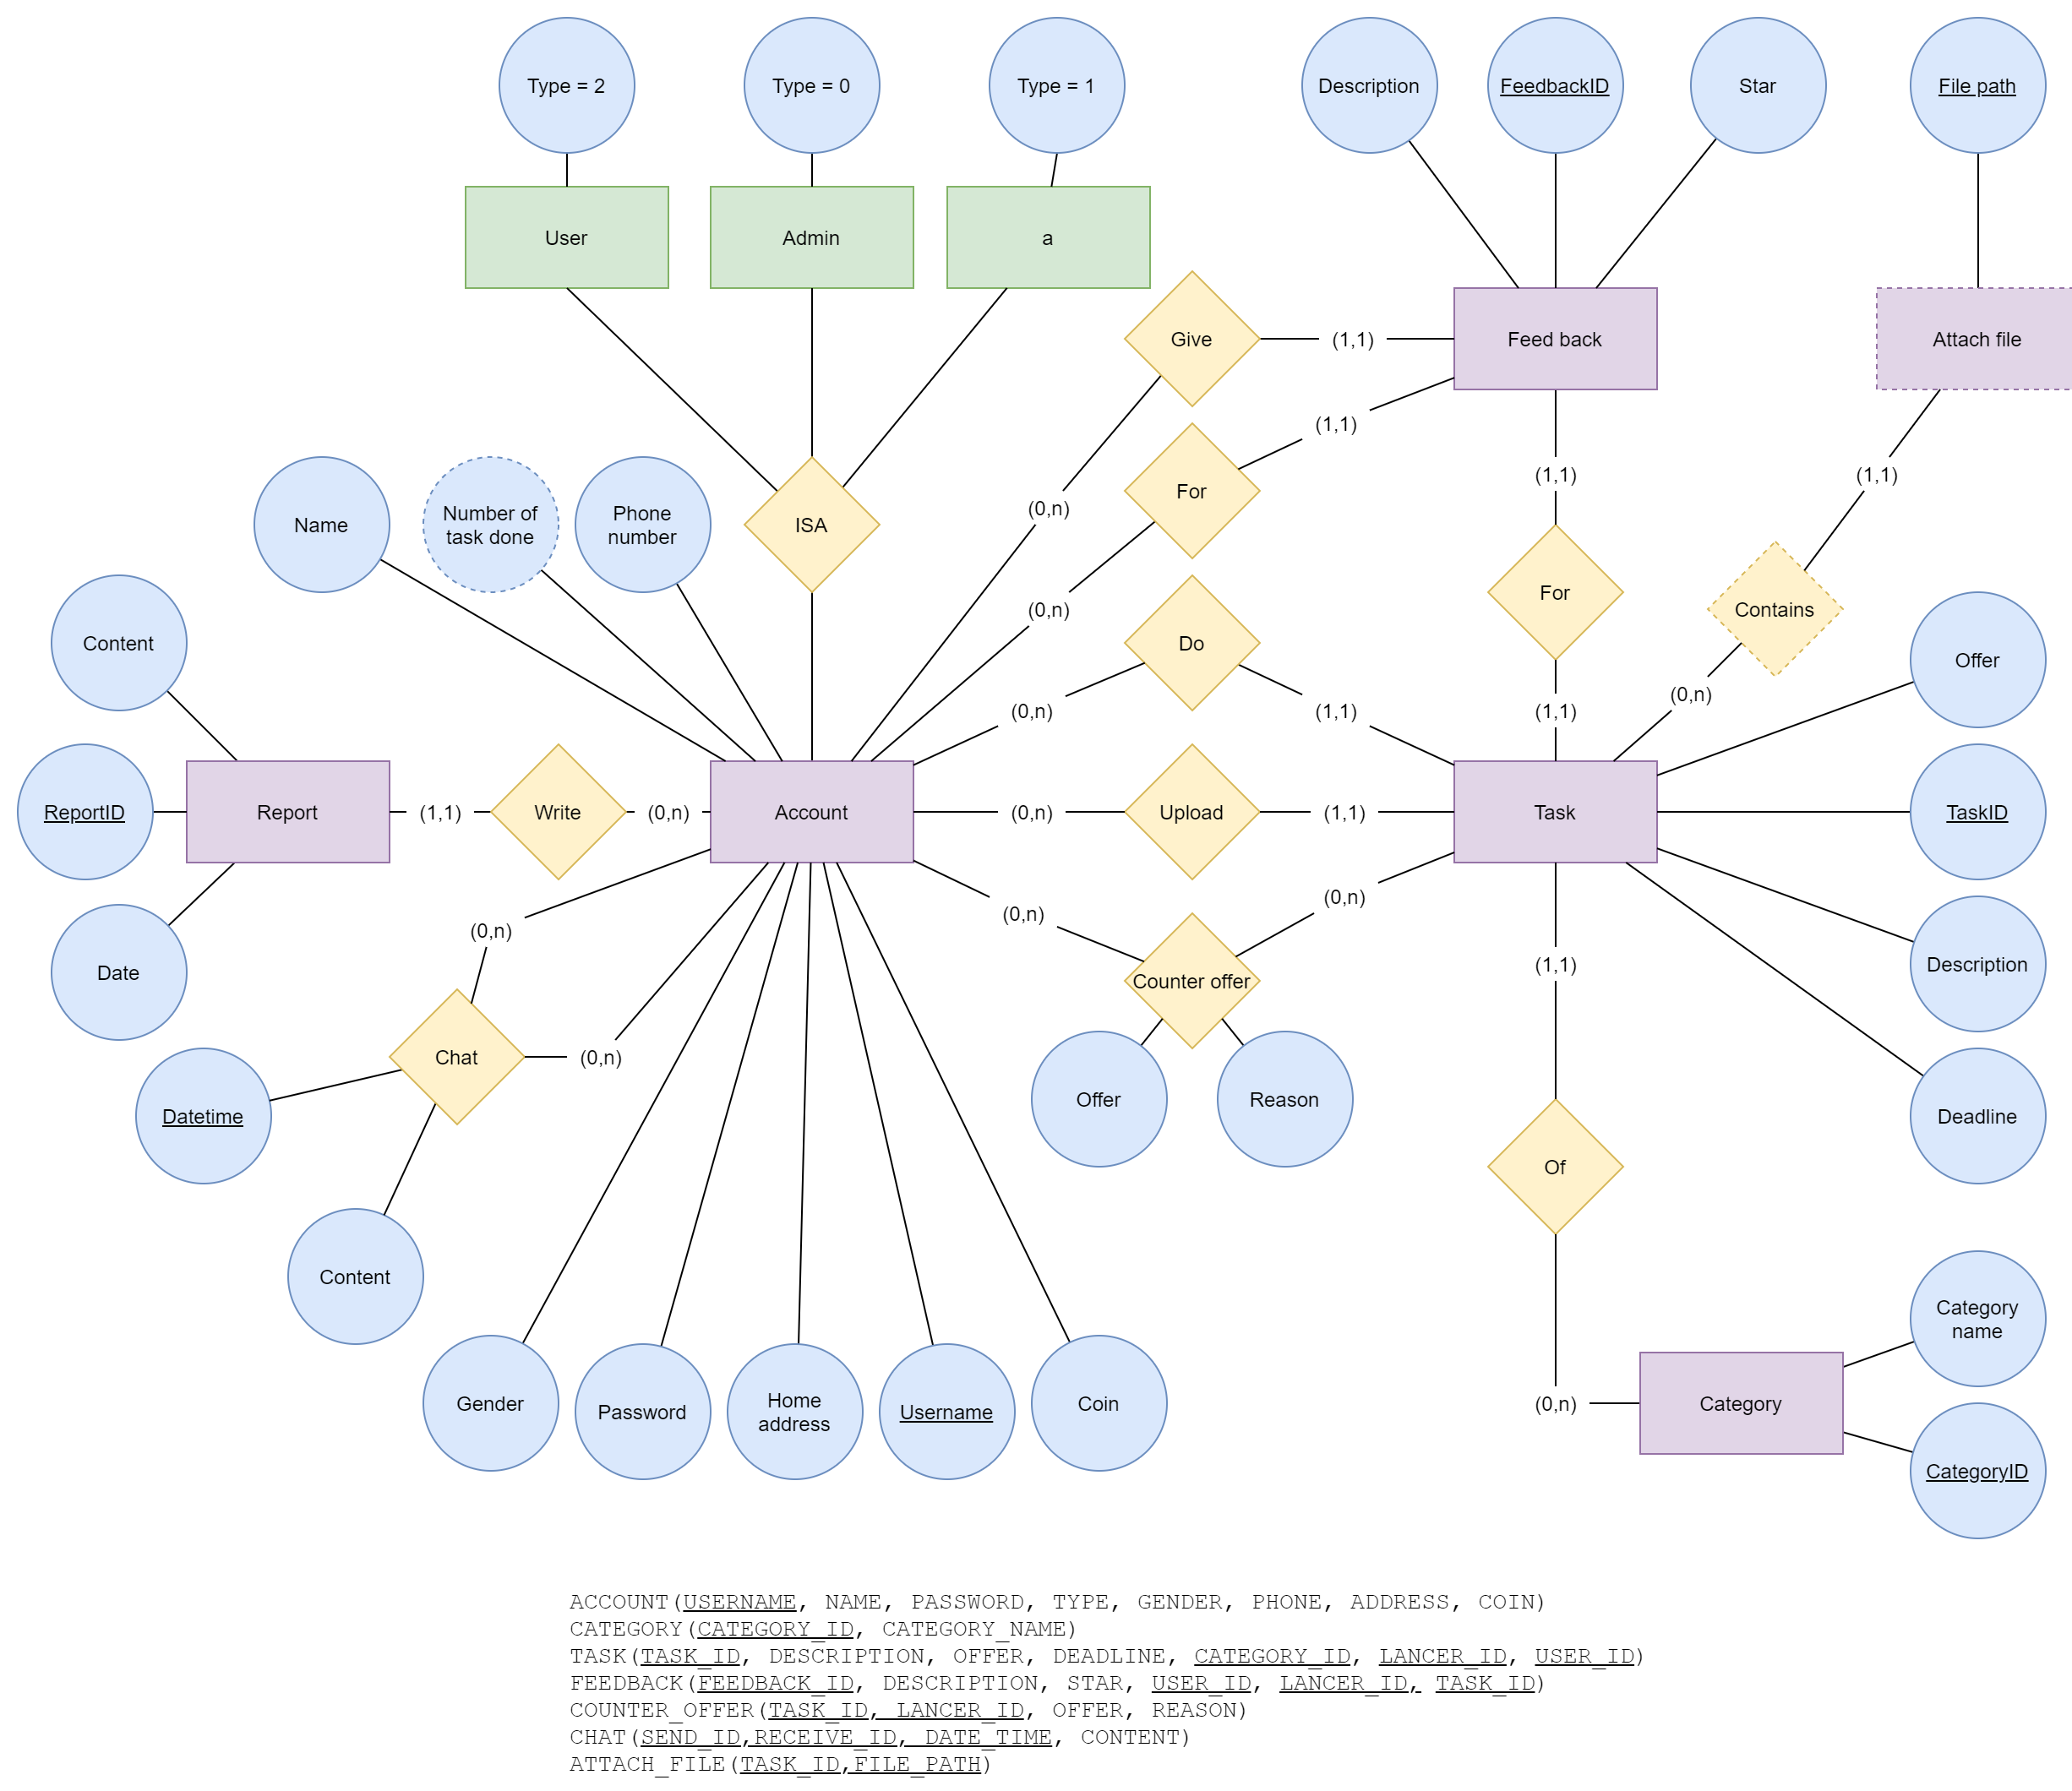 Type = 2
Type = 0
Type = 1
Description
FeedbackID
Star
File path
User
Admin
a
Give
(1,1)
Feed back
Attach file
(1,1)
For
(0,n)
(1,1)
(1,1)
Name
Number of
task done
Phone
number
ISA
(0,n)
For
Contains
Content
Do
Offer
(0,n)
(0,n)
(1,1)
(1,1)
ReportID
Report
(1,1)
Write
(0,n)
Account
(0,n)
Upload
(1,1)
Task
TaskID
(0,n)
(0,n)
(0,n)
Date
Counter offer
(1,1)
Description
Chat
(0,n)
Datetime
Offer
Reason
Deadline
Of
Content
Category
name
Gender
Password
Home
address
Username
Coin
(0,n)
Category
CategoryID
ACCOUNT(USERNAME, NAME, PASSWORD, TYPE, GENDER, PHONE, ADDRESS, COIN)
CATEGORY(CATEGORY_ID, CATEGORY_NAME)
TASK(TASK_ID, DESCRIPTION, OFFER, DEADLINE, CATEGORY_ID, LANCER_ID, USER_ID)
FEEDBACK(FEEDBACK_ID, DESCRIPTION, STAR, USER_ID, LANCER_ID, TASK_ID)
COUNTER_OFFER(TASK_ID, LANCER_ID, OFFER, REASON)
CHAT(SEND_ID,RECEIVE_ID, DATE_TIME, CONTENT)
ATTACH_FILE(TASK_ID,FILE_PATH)